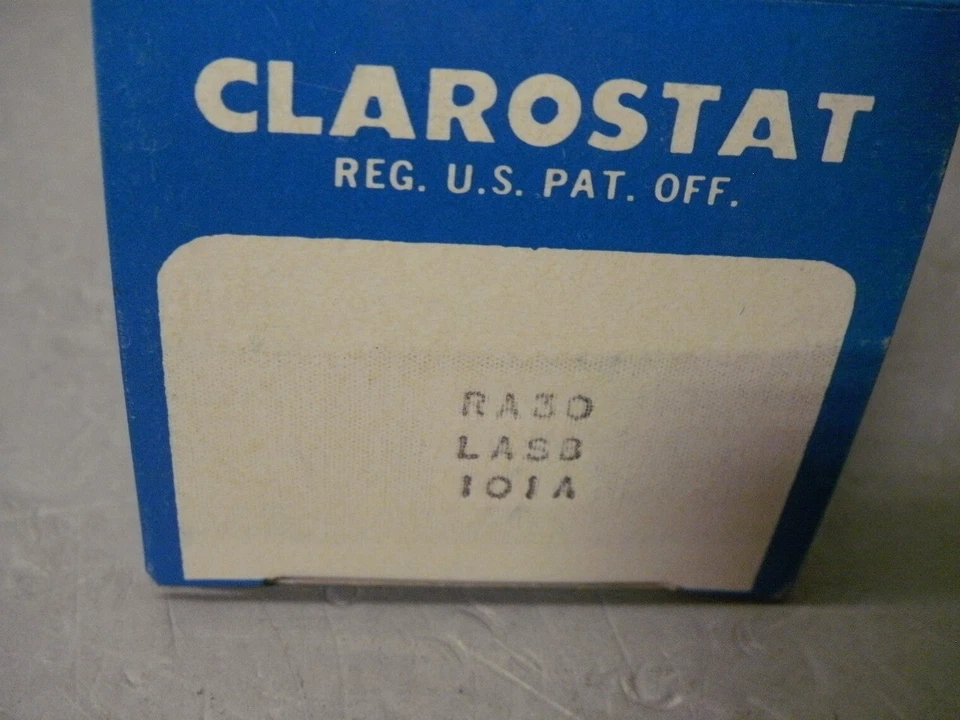 CLAROSTAT
REG. U.S. PAT. OFF.
RA30
LASB
101A